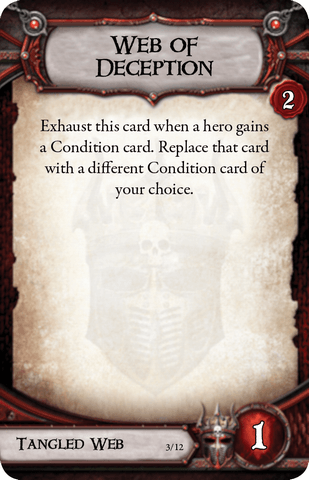 Web of
Deception
2
Exhaust this card when a hero gains
a Condition card. Replace that card
with a different Condition card of
your choice.
Tangled Web
3/12
1